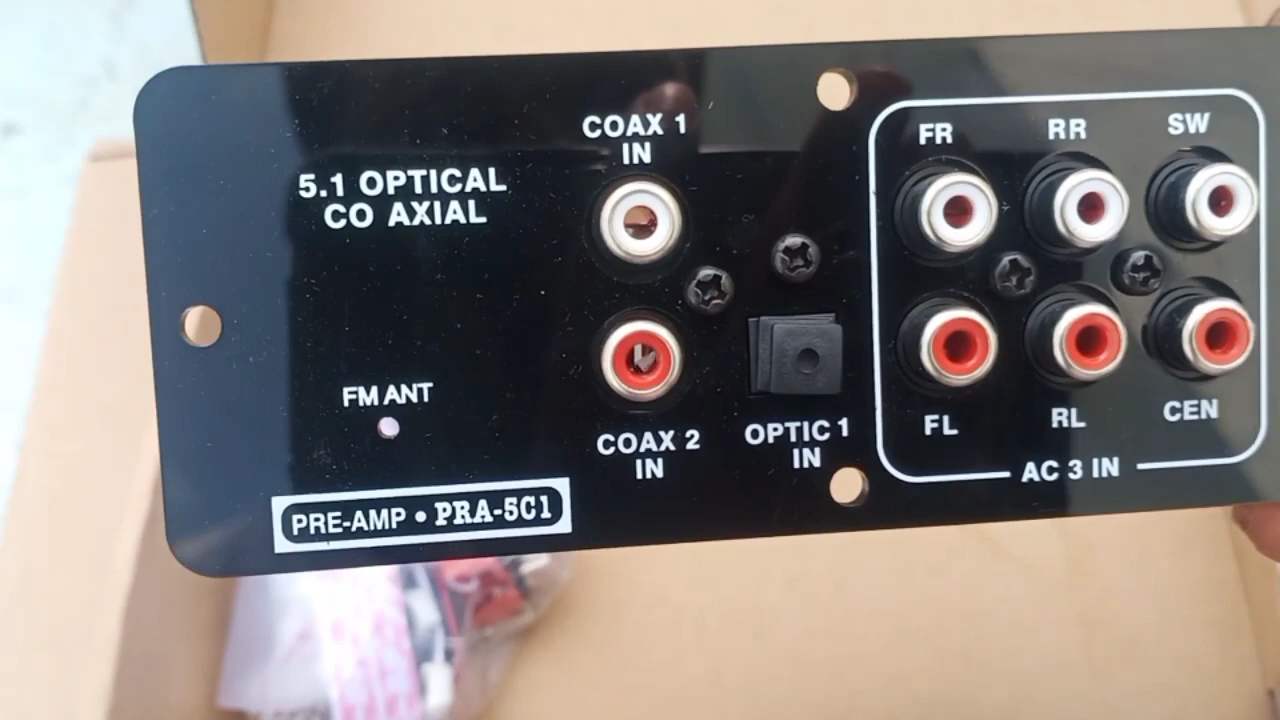 5.1 OPTICAL
CO AXIAL
COAX 1
IN
FM ANT
COAX 2
IN
OPTIC 1
IN
PRE-AMP • PRA-5C1
FR
RR
SW
FL
RL
CEN
AC 3 IN